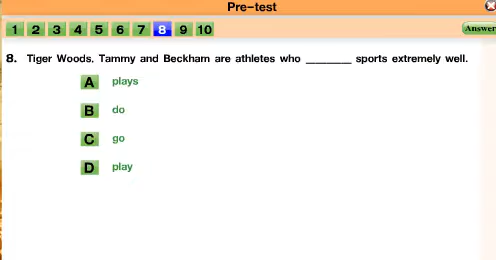 Pre-test
1 2 3 4 5 6 7 8 9 10
Answer
8. Tiger Woods, Tammy and Beckham are athletes who ________ sports extremely well.
A plays
B do
C go
D play